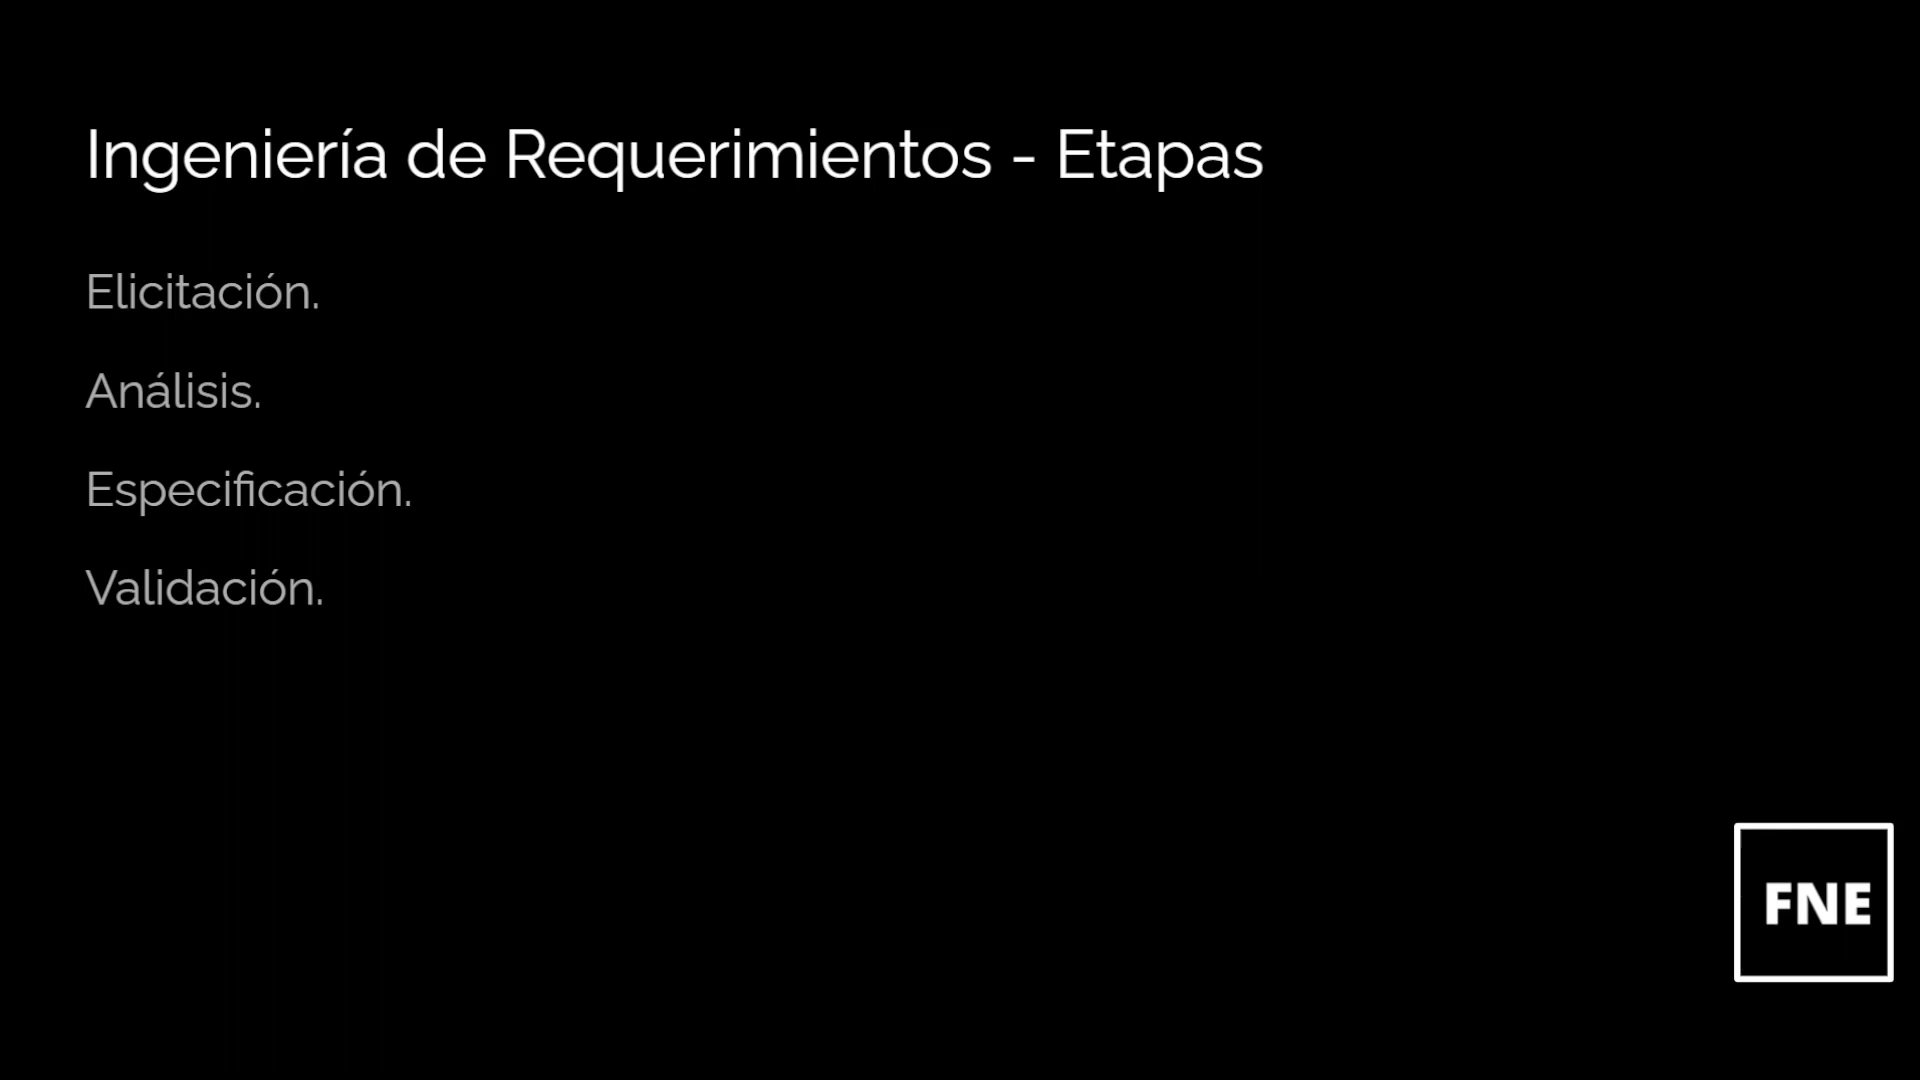 Ingeniería de Requerimientos - Etapas
Elicitación.
Análisis.
Especificación.
Validación.
FNE